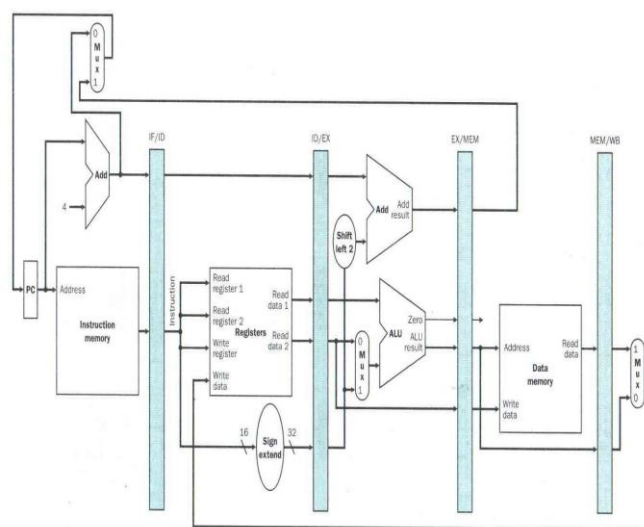 0
M
u
x
1
IF/ID
ID/EX
EX/MEM
MEM/WB
Add
4
Add
Add
result
Shift
left 2
PC
Address
Instruction
memory
Instruction
Read
register 1
Read
register 2
Write
register
Write
data
Registers
Read
data 1
Read
data 2
0
M
u
x
1
Zero
ALU
ALU
result
Address
Read
data
Data
memory
Write
data
1
M
u
x
0
16
Sign
extend
32